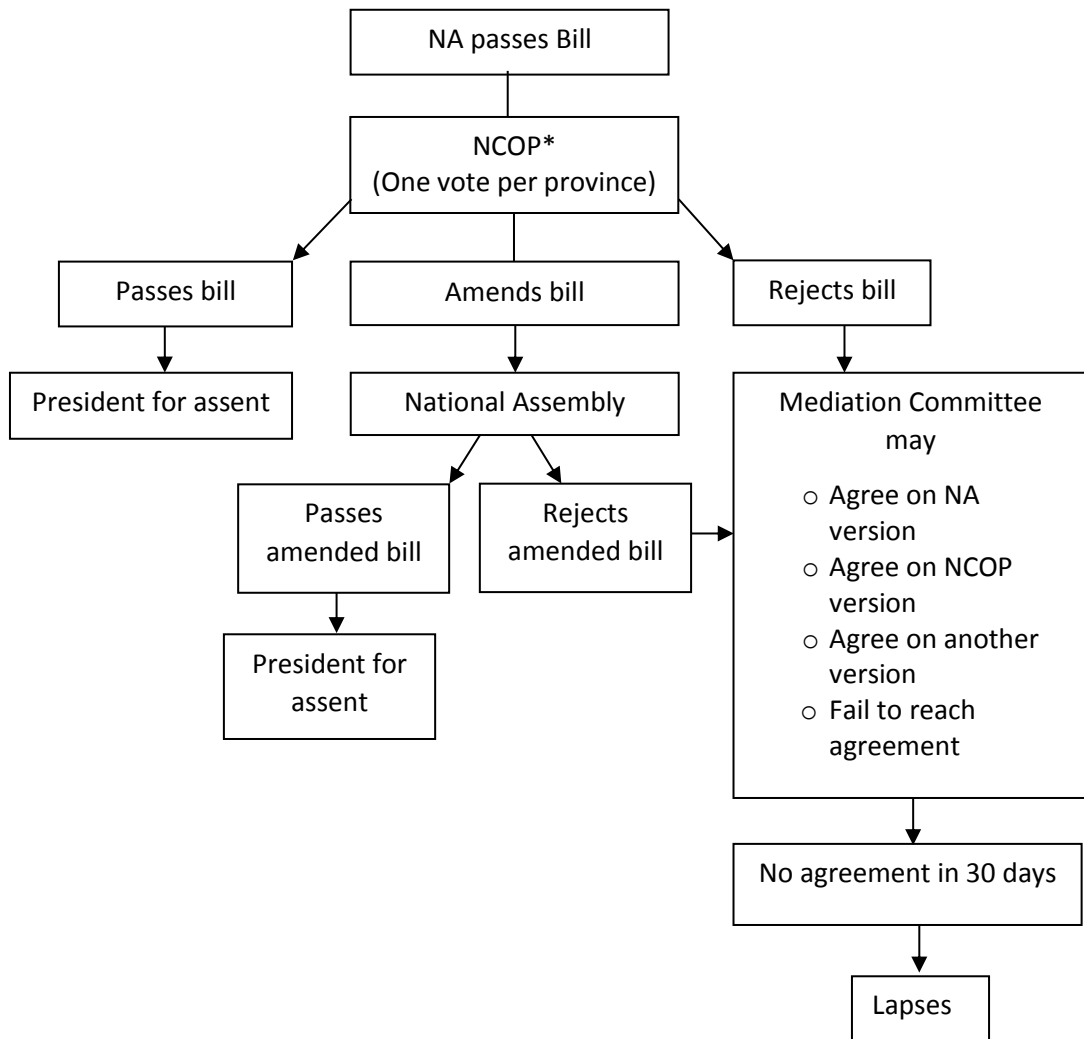 NA passes Bill
NCOP*
(One vote per province)
Passes bill
Amends bill
Rejects bill
President for assent
National Assembly
Mediation Committee
may
○ Agree on NA
version
○ Agree on NCOP
version
○ Agree on another
version
○ Fail to reach
agreement
Passes
amended bill
Rejects
amended bill
President for
assent
No agreement in 30 days
Lapses